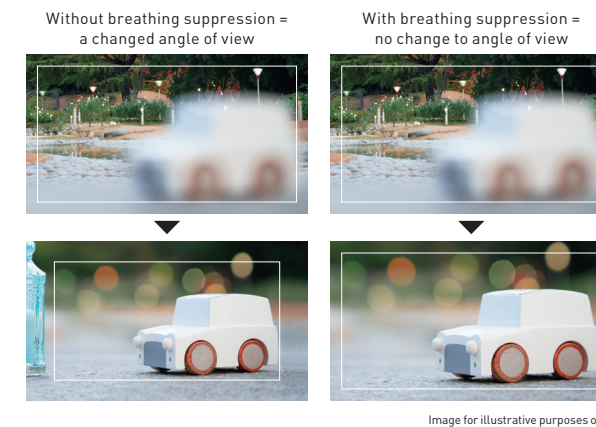 Without breathing suppression =
a changed angle of view
With breathing suppression =
no change to angle of view
Image for illustrative purposes